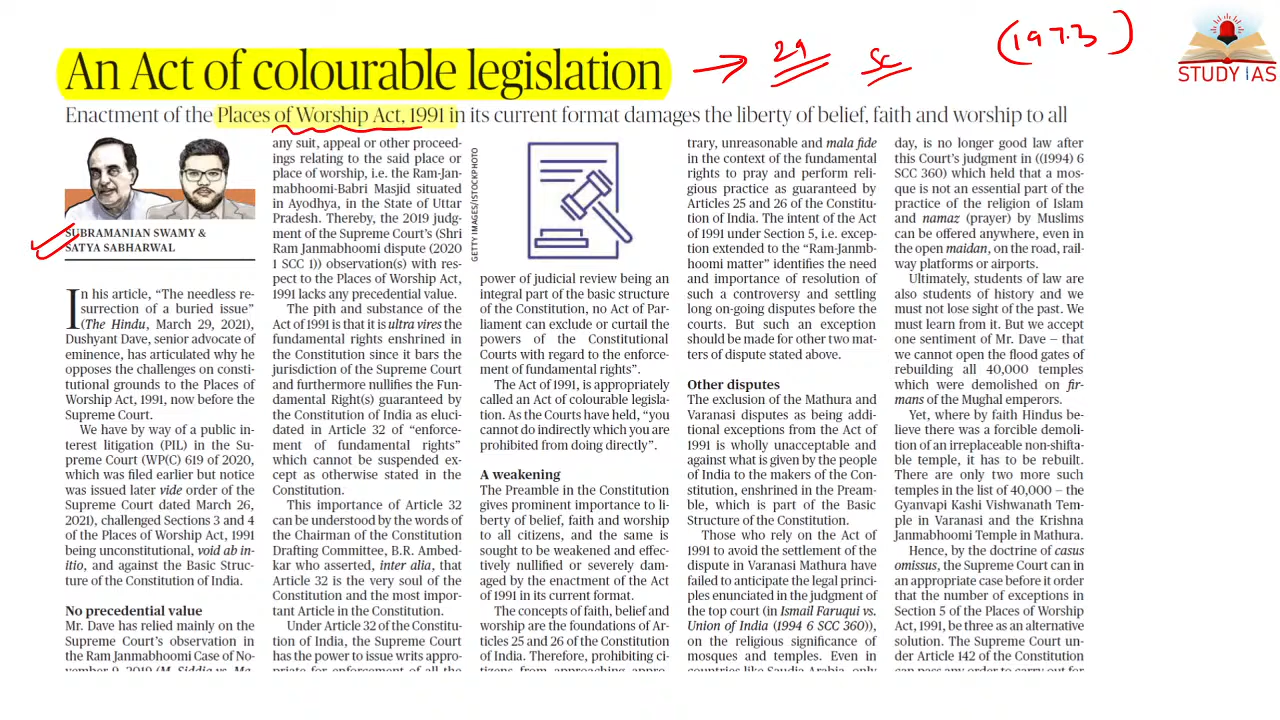 An Act of colourable legislation
→ 29 SC (1973)
STUDY IAS
Enactment of the Places of Worship Act, 1991 in its current format damages the liberty of belief, faith and worship to all
SUBRAMANIAN SWAMY &
SATYA SABHARWAL
In his article, “The needless re-
surrection of a buried issue”
(The Hindu, March 29, 2021),
Dushyant Dave, senior advocate of
eminence, has articulated why he
opposes the challenges on consti-
tutional grounds to the Places of
Worship Act, 1991, now before the
Supreme Court.
We have by way of a public in-
terest litigation (PIL) in the Su-
preme Court (WP(C) 619 of 2020,
which was filed earlier but notice
was issued later vide order of the
Supreme Court dated March 26,
2021), challenged Sections 3 and 4
of the Places of Worship Act, 1991
being unconstitutional, void ab in-
itio, and against the Basic Struc-
ture of the Constitution of India.
No precedential value
Mr. Dave has relied mainly on the
Supreme Court’s observation in
the Ram Janmabhoomi Case of No-
vember 9, 2019 (M. Siddiq vs. Ma-
any suit, appeal or other proceed-
ings relating to the said place or
place of worship, i.e. the Ram-Jan-
mabhoomi-Babri Masjid situated
in Ayodhya, in the State of Uttar
Pradesh. Thereby, the 2019 judg-
ment of the Supreme Court’s (Shri
Ram Janmabhoomi dispute (2020
1 SCC 1)) observation(s) with res-
pect to the Places of Worship Act,
1991 lacks any precedential value.
The pith and substance of the
Act of 1991 is that it is ultra vires the
fundamental rights enshrined in
the Constitution since it bars the
jurisdiction of the Supreme Court
and furthermore nullifies the Fun-
damental Right(s) guaranteed by
the Constitution of India as eluci-
dated in Article 32 of “enforce-
ment of fundamental rights”
which cannot be suspended ex-
cept as otherwise stated in the
Constitution.
This importance of Article 32
can be understood by the words of
the Chairman of the Constitution
Drafting Committee, B.R. Ambed-
kar who asserted, inter alia, that
Article 32 is the very soul of the
Constitution and the most impor-
tant Article in the Constitution.
Under Article 32 of the Constitu-
tion of India, the Supreme Court
has the power to issue writs appro-
priate for enforcement of all the
GETTY IMAGES/ISTOCKPHOTO
power of judicial review being an
integral part of the basic structure
of the Constitution, no Act of Par-
liament can exclude or curtail the
powers of the Constitutional
Courts with regard to the enforce-
ment of fundamental rights”.
The Act of 1991, is appropriately
called an Act of colourable legisla-
tion. As the Courts have held, “you
cannot do indirectly which you are
prohibited from doing directly”.
A weakening
The Preamble in the Constitution
gives prominent importance to li-
berty of belief, faith and worship
to all citizens, and the same is
sought to be weakened and effec-
tively nullified or severely dam-
aged by the enactment of the Act
of 1991 in its current format.
The concepts of faith, belief and
worship are the foundations of Ar-
ticles 25 and 26 of the Constitution
of India. Therefore, prohibiting ci-
tizens from approaching appro-
trary, unreasonable and mala fide
in the context of the fundamental
rights to pray and perform reli-
gious practice as guaranteed by
Articles 25 and 26 of the Constitu-
tion of India. The intent of the Act
of 1991 under Section 5, i.e. excep-
tion extended to the “Ram-Janmb-
hoomi matter” identifies the need
and importance of resolution of
such a controversy and settling
long on-going disputes before the
courts. But such an exception
should be made for other two mat-
ters of dispute stated above.
Other disputes
The exclusion of the Mathura and
Varanasi disputes as being addi-
tional exceptions from the Act of
1991 is wholly unacceptable and
against what is given by the people
of India to the makers of the Con-
stitution, enshrined in the Pream-
ble, which is part of the Basic
Structure of the Constitution.
Those who rely on the Act of
1991 to avoid the settlement of the
dispute in Varanasi Mathura have
failed to anticipate the legal princi-
ples enunciated in the judgment of
the top court (in Ismail Faruqui vs.
Union of India (1994 6 SCC 360)),
on the religious significance of
mosques and temples. Even in
countries like Saudia Arabia, only
day, is no longer good law after
this Court’s judgment in ((1994) 6
SCC 360) which held that a mos-
que is not an essential part of the
practice of the religion of Islam
and namaz (prayer) by Muslims
can be offered anywhere, even in
the open maidan, on the road, rail-
way platforms or airports.
Ultimately, students of law are
also students of history and we
must not lose sight of the past. We
must learn from it. But we accept
one sentiment of Mr. Dave – that
we cannot open the flood gates of
rebuilding all 40,000 temples
which were demolished on fir-
mans of the Mughal emperors.
Yet, where by faith Hindus be-
lieve there was a forcible demoli-
tion of an irreplaceable non-shifta-
ble temple, it has to be rebuilt.
There are only two more such
temples in the list of 40,000 – the
Gyanvapi Kashi Vishwanath Tem-
ple in Varanasi and the Krishna
Janmabhoomi Temple in Mathura.
Hence, by the doctrine of casus
omissus, the Supreme Court can in
an appropriate case before it order
that the number of exceptions in
Section 5 of the Places of Worship
Act, 1991, be three as an alternative
solution. The Supreme Court un-
der Article 142 of the Constitution
can pass any order to carry out for